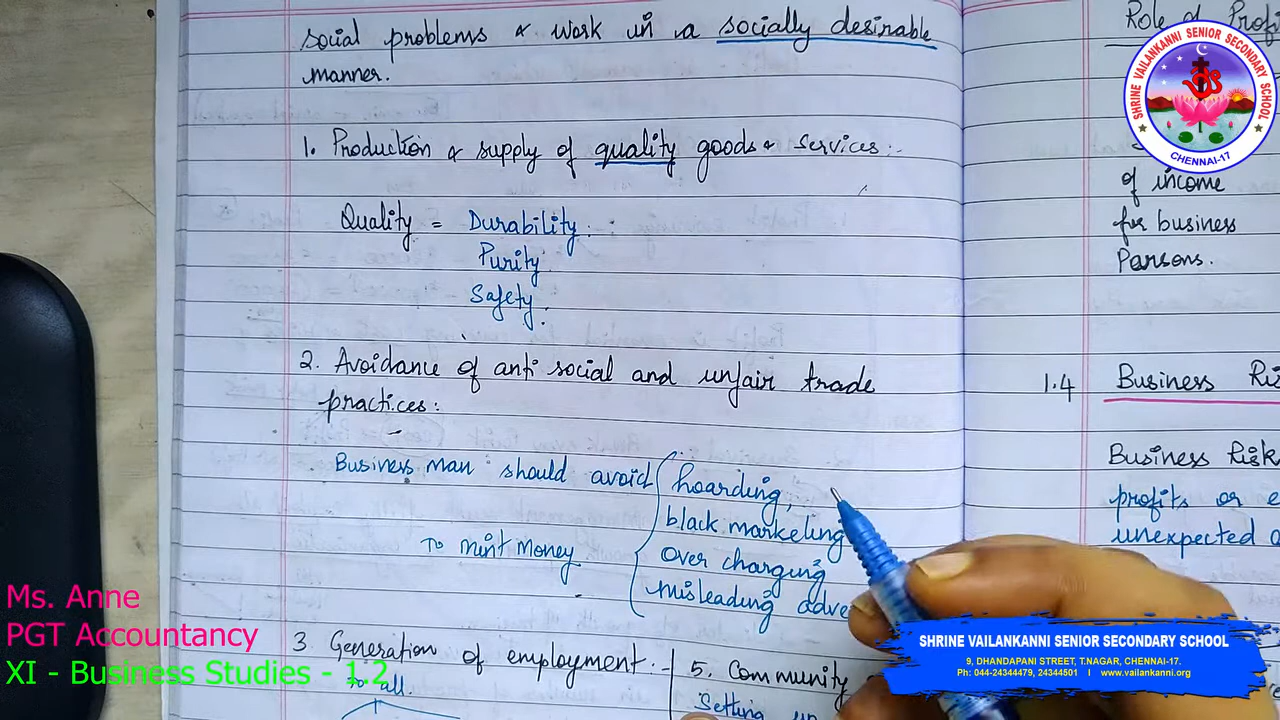 social problems & work in a socially desirable
manner.
1. Production & supply of quality goods & services:-
Quality = Durability:
Purity
Safety:
2. Avoidance of anti social and unfair trade
practices:
Business man should avoid
hoarding,
black marketing
To mint money
over charging
misleading adve
3 Generation of employment.
to all.
5. Community
Setting up
Role of Prof
of income
for business
Persons.
1.4 Business Ri
Business Risk
profits or e
unexpected
SHRINE VAILANKANNI SENIOR SECONDARY SCHOOL
CHENNAI-17
Ms. Anne
PGT Accountancy
XI - Business Studies - 1.2
SHRINE VAILANKANNI SENIOR SECONDARY SCHOOL
9, DHANDAPANI STREET, T.NAGAR, CHENNAI-17.
Ph: 044-24344479, 24344501 I www.vailankanni.org